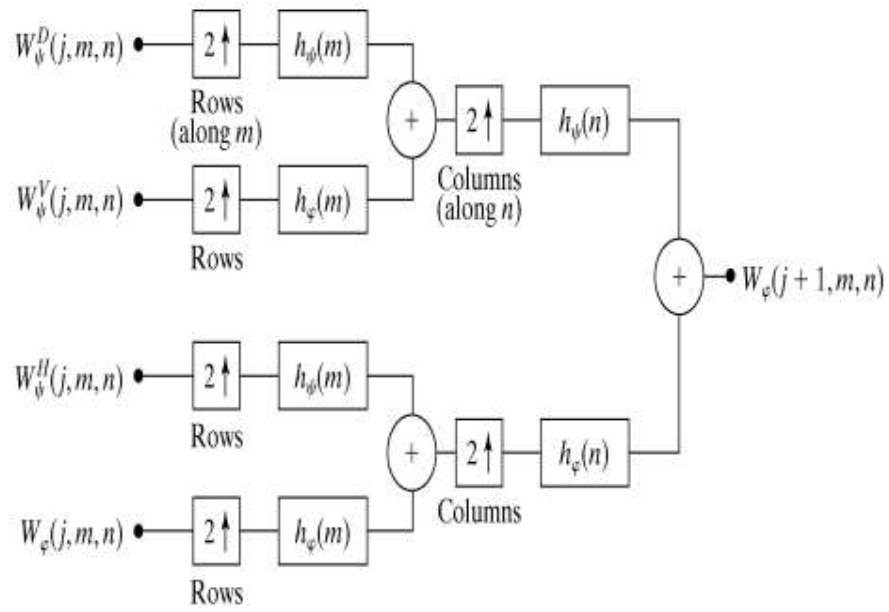 W_ψ^D(j, m, n)
2↑
h_ψ(m)
Rows
(along m)
+
2↑
h_ψ(n)
Columns
(along n)
W_ψ^V(j, m, n)
2↑
h_φ(m)
Rows
+
W_φ(j + 1, m, n)
W_ψ^H(j, m, n)
2↑
h_ψ(m)
Rows
+
2↑
h_φ(n)
Columns
W_φ(j, m, n)
2↑
h_φ(m)
Rows